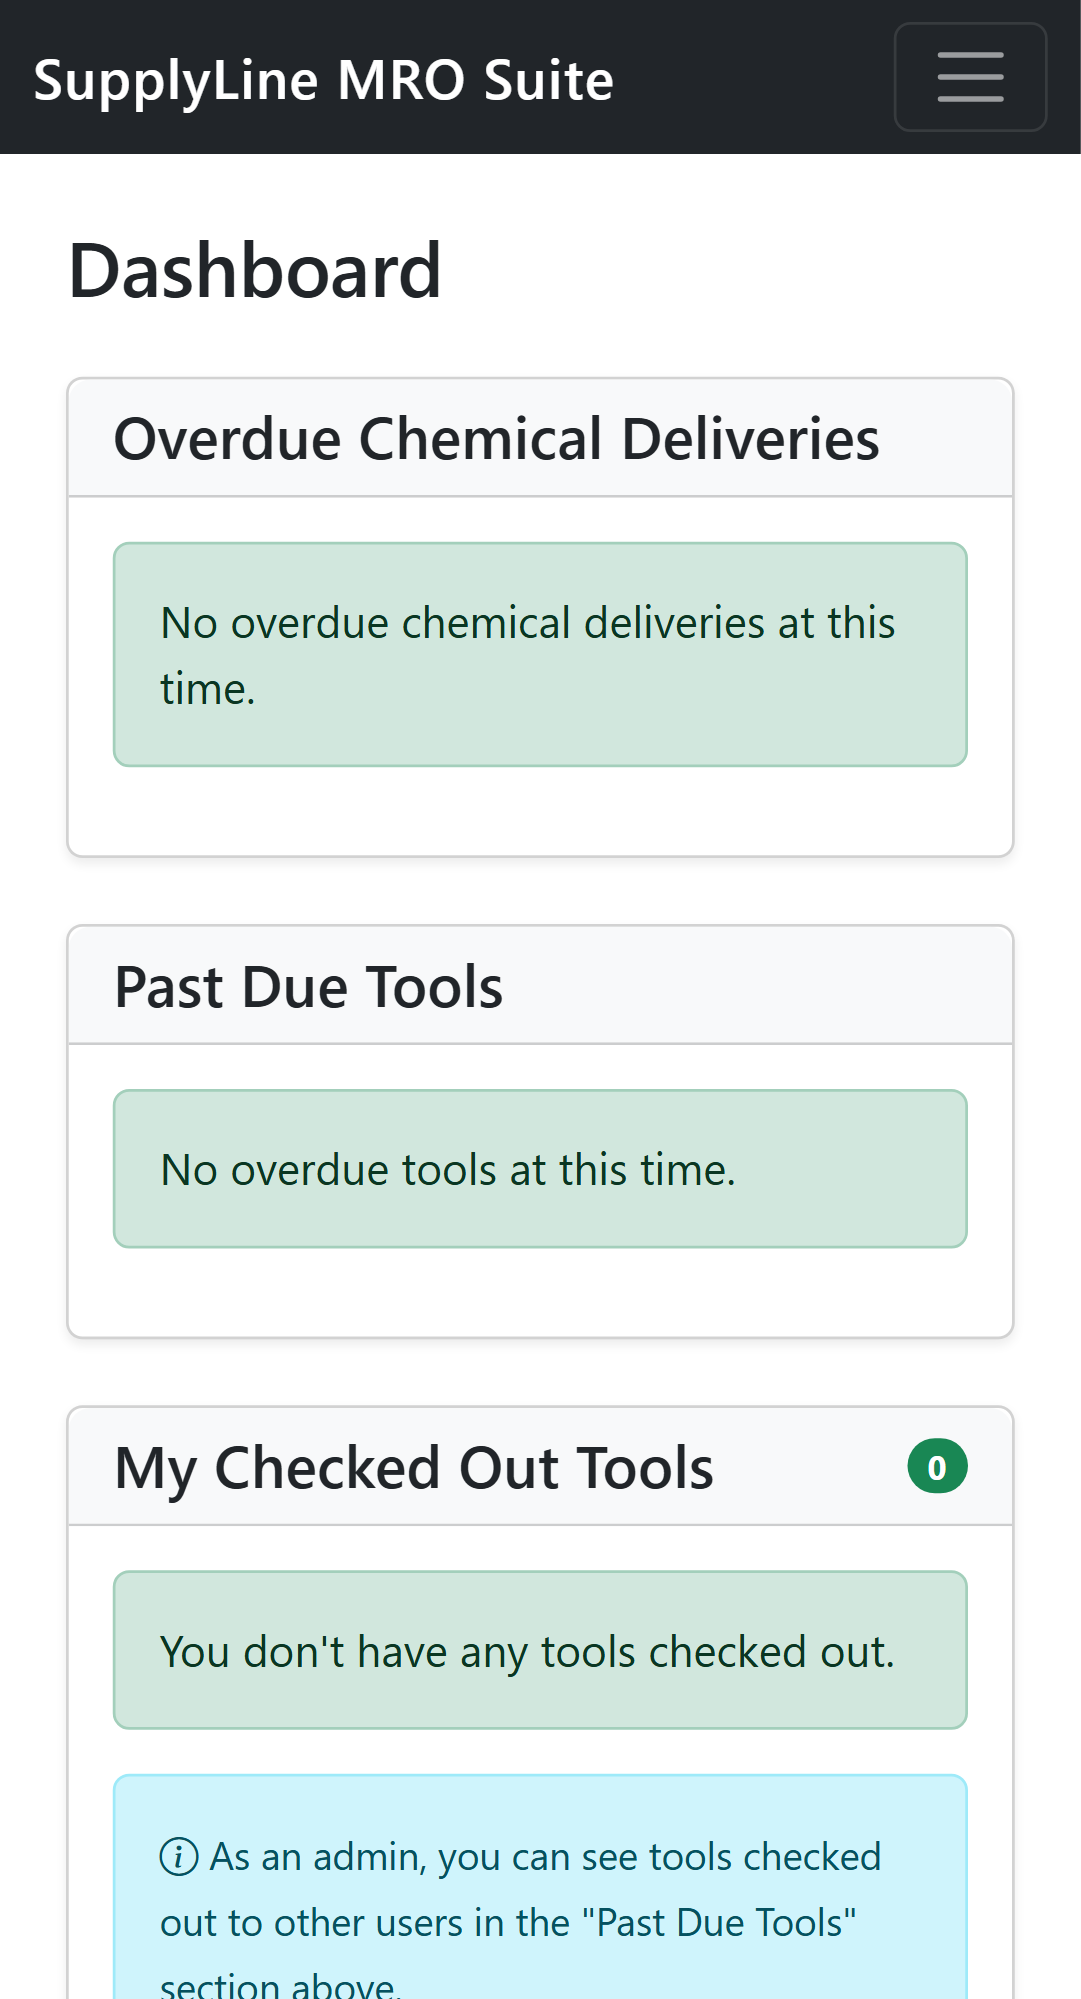 SupplyLine MRO Suite
Dashboard
Overdue Chemical Deliveries
No overdue chemical deliveries at this
time.
Past Due Tools
No overdue tools at this time.
My Checked Out Tools
0
You don't have any tools checked out.
As an admin, you can see tools checked
out to other users in the "Past Due Tools"
section above.